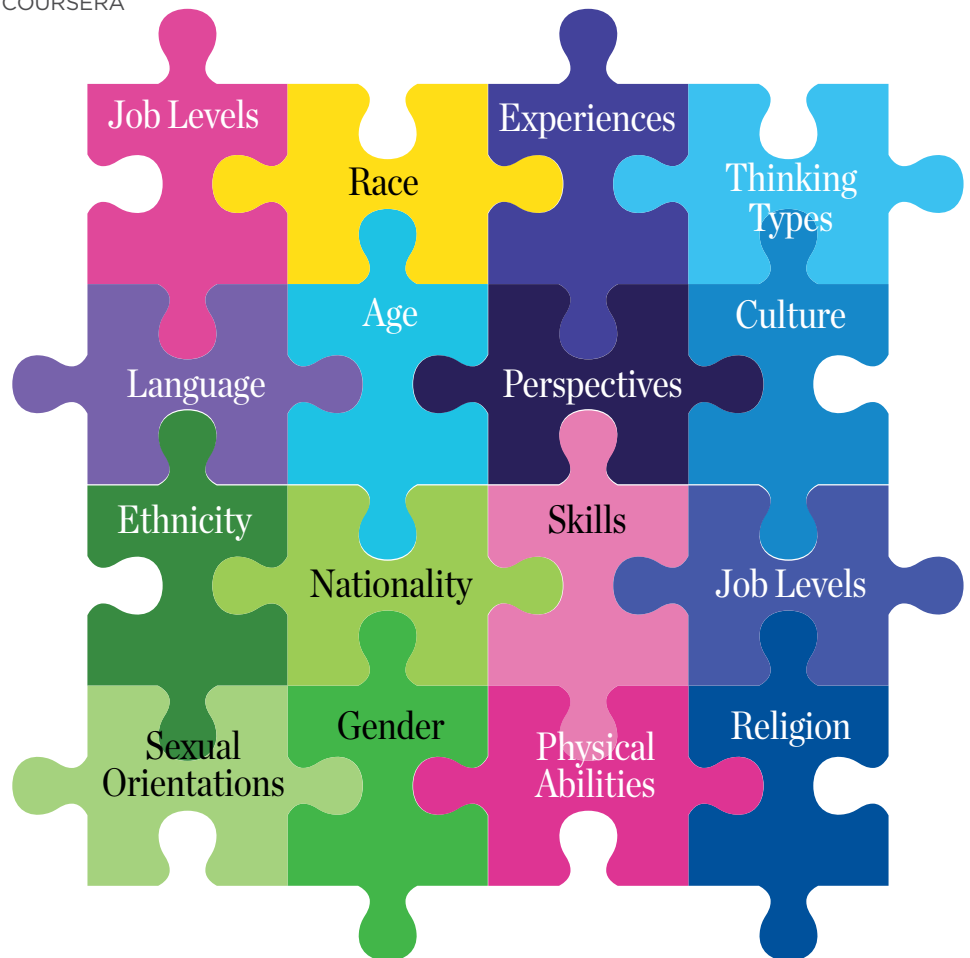 COURSERA
Job Levels
Race
Experiences
Thinking
Types
Language
Age
Perspectives
Culture
Ethnicity
Nationality
Skills
Job Levels
Sexual
Orientations
Gender
Physical
Abilities
Religion